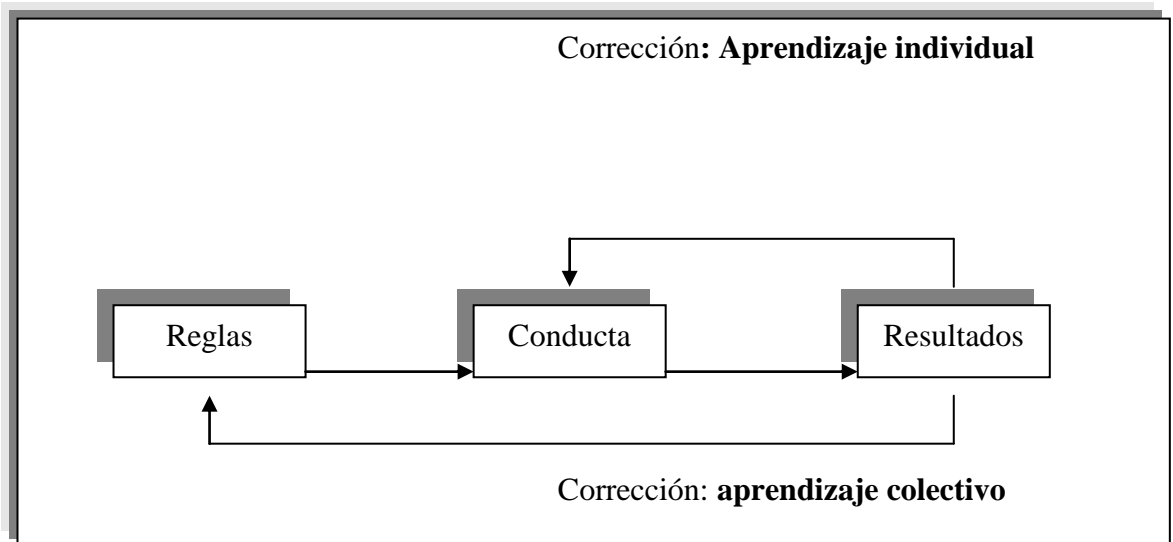 Corrección: Aprendizaje individual
Reglas
Conducta
Resultados
Corrección: aprendizaje colectivo